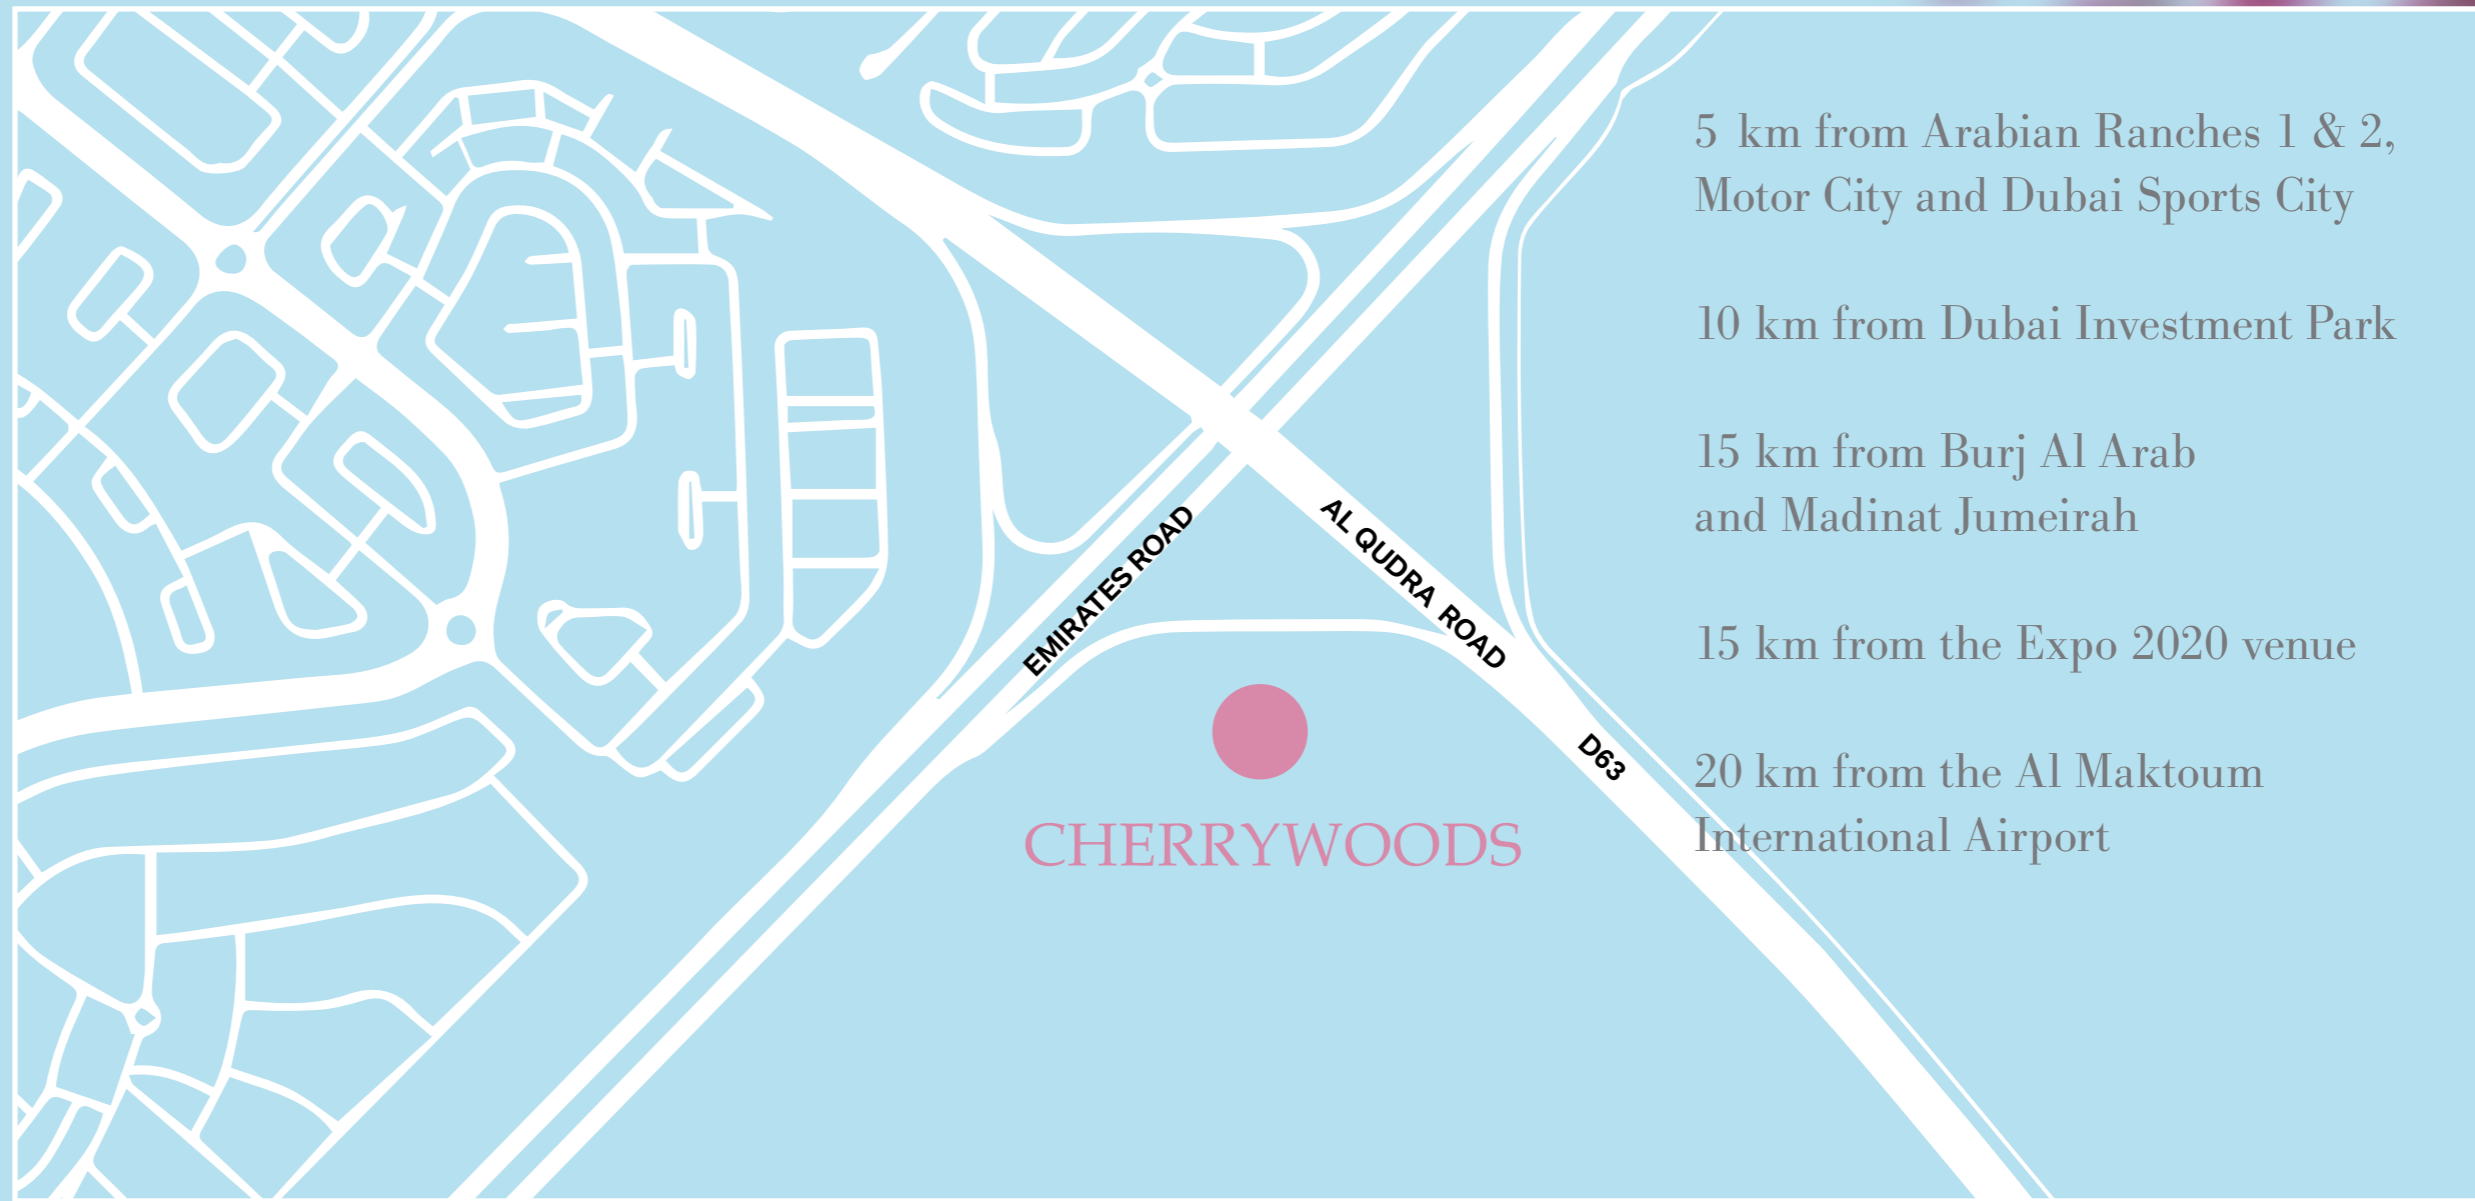 5 km from Arabian Ranches 1 & 2,
Motor City and Dubai Sports City
10 km from Dubai Investment Park
15 km from Burj Al Arab
and Madinat Jumeirah
15 km from the Expo 2020 venue
20 km from the Al Maktoum
International Airport
EMIRATES ROAD
AL QUDRA ROAD
D63
CHERRYWOODS